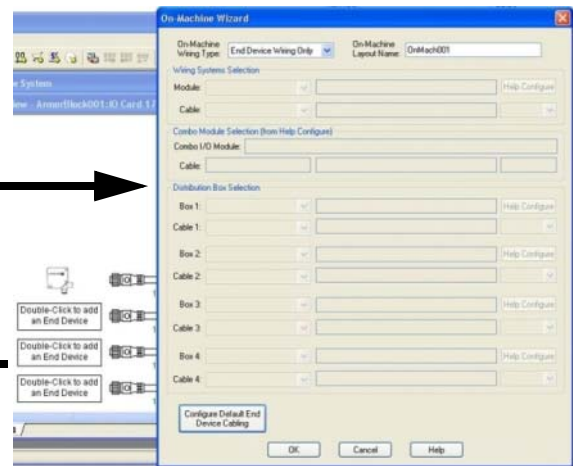 On-Machine Wizard
On-Machine Wiring Type: End Device Wiring Only On-Machine Layout Name: OnMach001
Wiring Systems Selection
Module: Help Configure
Cable:
Combo Module Selection (from Help Configure)
Combo I/O Module:
Cable:
Distribution Box Selection
Box 1: Help Configure
Cable 1:
Box 2: Help Configure
Cable 2:
Box 3: Help Configure
Cable 3:
Box 4: Help Configure
Cable 4:
Configure Default End
Device Cabling
OK Cancel Help
System
ArmorBlock001:IO Card
Double-Click to add
an End Device
Double-Click to add
an End Device
Double-Click to add
an End Device